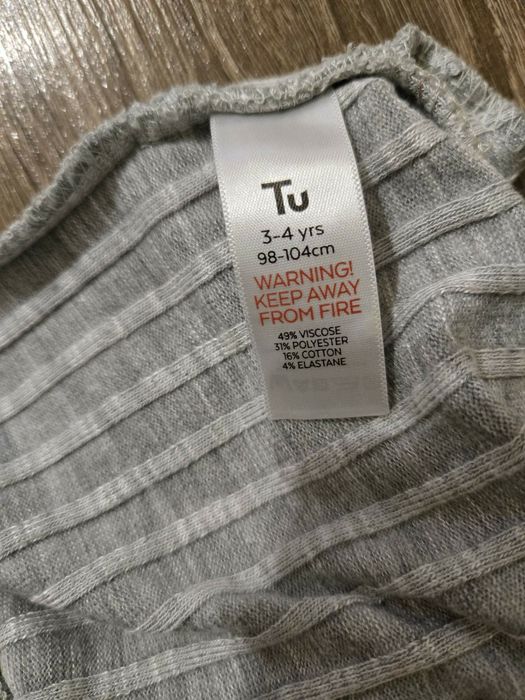 Tu
3-4 yrs
98-104cm
WARNING!
KEEP AWAY
FROM FIRE
49% VISCOSE
31% POLYESTER
16% COTTON
4% ELASTANE